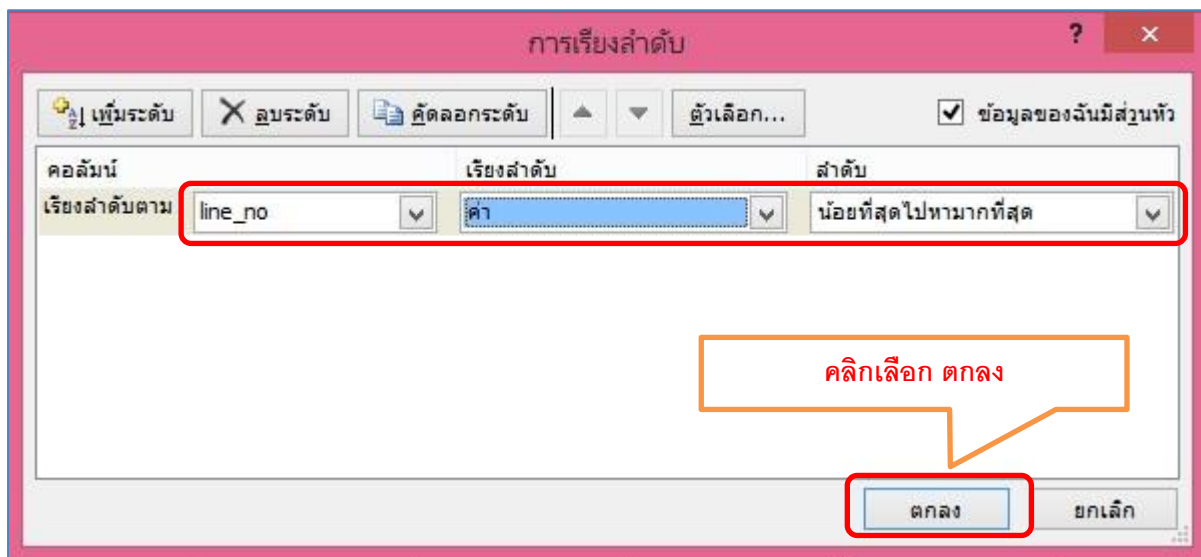 การเรียงลำดับ
?
เพิ่มระดับ ลบระดับ คัดลอกระดับ ตัวเลือก... ข้อมูลของฉันมีส่วนหัว
คอลัมน์ เรียงลำดับ ลำดับ
เรียงลำดับตาม line_no ค่า น้อยที่สุดไปหามากที่สุด
คลิกเลือก ตกลง
ตกลง ยกเลิก